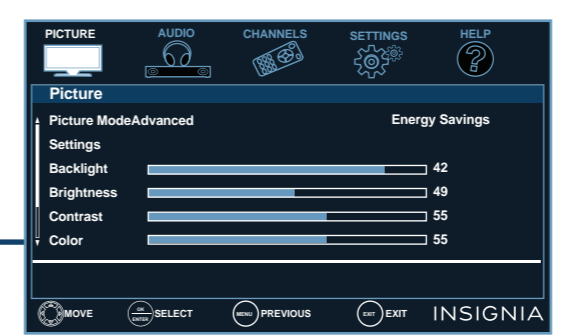 PICTURE AUDIO CHANNELS SETTINGS HELP
?
Picture
Picture ModeAdvanced Energy Savings
Settings
Backlight 42
Brightness 49
Contrast 55
Color 55
MOVE OK ENTER SELECT MENU PREVIOUS EXIT EXIT INSIGNIA